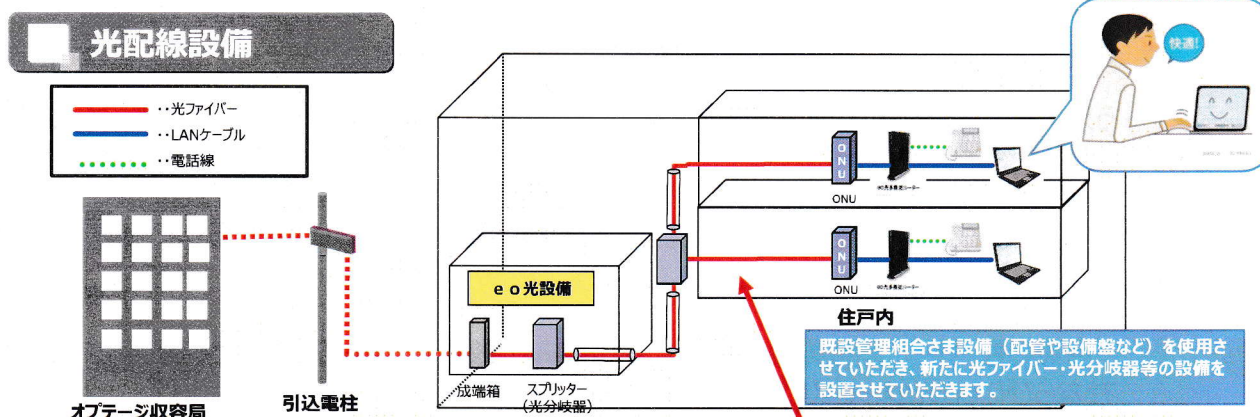 光配線設備
快適!
・・光ファイバー
・・LANケーブル
・・電話線
ONU
ONU
ONU
ONU
eo光設備
住戸内
成端箱
スプリッター
(光分岐器)
引込電柱
オプテージ収容局
既設管理組合さま設備（配管や設備盤など）を使用さ
せていただき、新たに光ファイバー・光分岐器等の設備を
設置させていただきます。